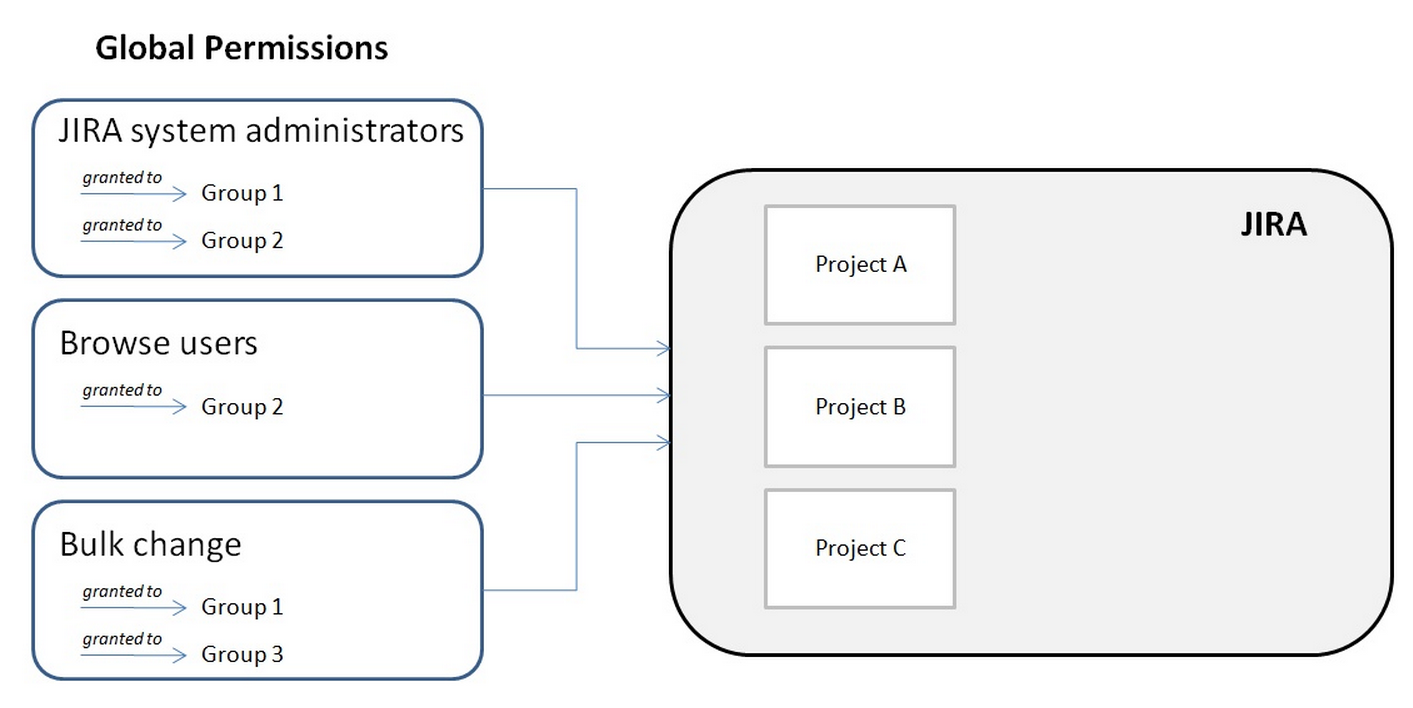 Global Permissions
JIRA system administrators
granted to
Group 1
granted to
Group 2
Browse users
granted to
Group 2
Bulk change
granted to
Group 1
granted to
Group 3
JIRA
Project A
Project B
Project C